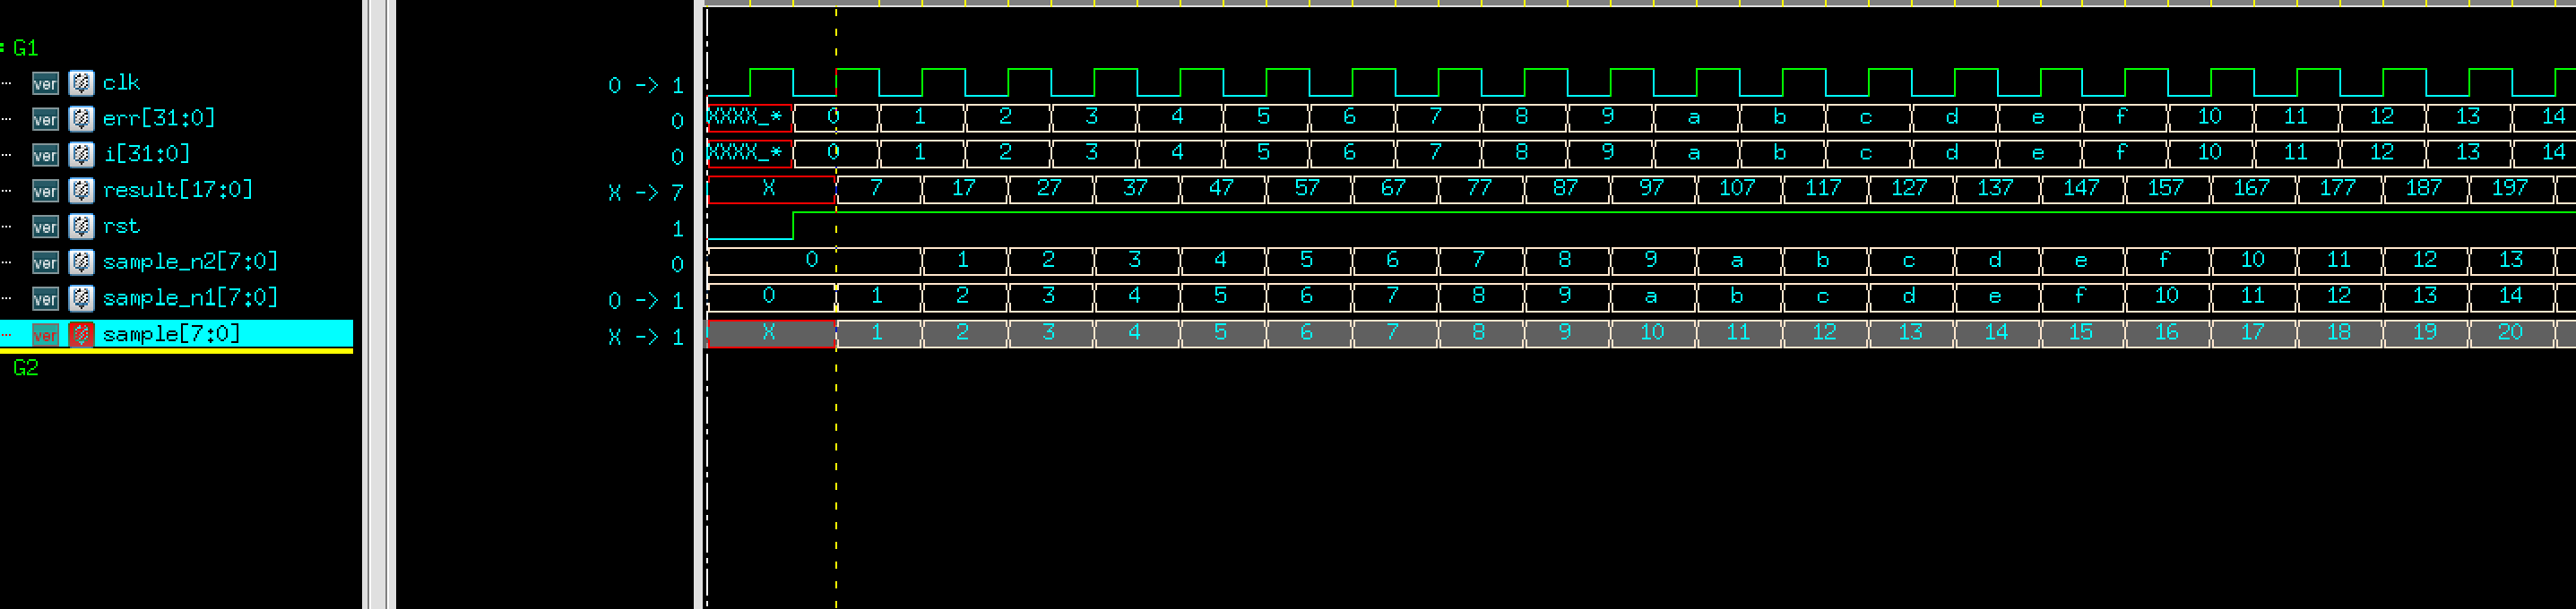 G1
ver clk 0 -> 1
ver err[31:0] 0 XXXX_* 0 1 2 3 4 5 6 7 8 9 a b c d e f 10 11 12 13 14
ver i[31:0] 0 XXXX_* 0 1 2 3 4 5 6 7 8 9 a b c d e f 10 11 12 13 14
ver result[17:0] X -> 7 X 7 17 27 37 47 57 67 77 87 97 107 117 127 137 147 157 167 177 187 197
ver rst 1
ver sample_n2[7:0] 0 0 1 2 3 4 5 6 7 8 9 a b c d e f 10 11 12 13
ver sample_n1[7:0] 0 -> 1 0 1 2 3 4 5 6 7 8 9 a b c d e f 10 11 12 13 14
ver sample[7:0] X -> 1 X 1 2 3 4 5 6 7 8 9 10 11 12 13 14 15 16 17 18 19 20
G2